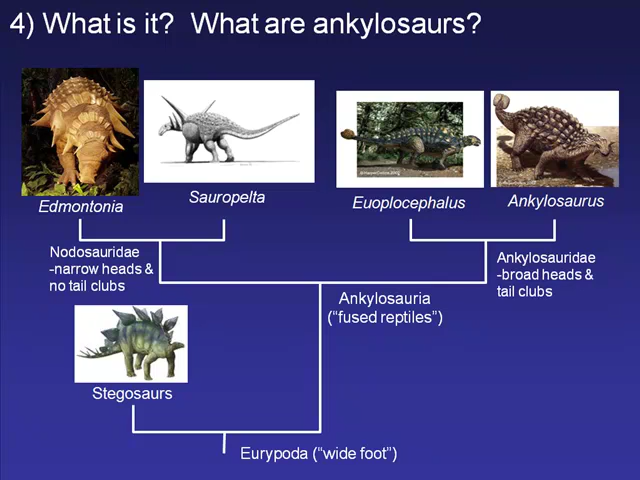 4) What is it?  What are ankylosaurs?
Edmontonia
Sauropelta
Euoplocephalus
Ankylosaurus
Nodosauridae
-narrow heads &
no tail clubs
Ankylosauridae
-broad heads &
tail clubs
Ankylosauria
("fused reptiles")
Stegosaurs
Eurypoda ("wide foot")